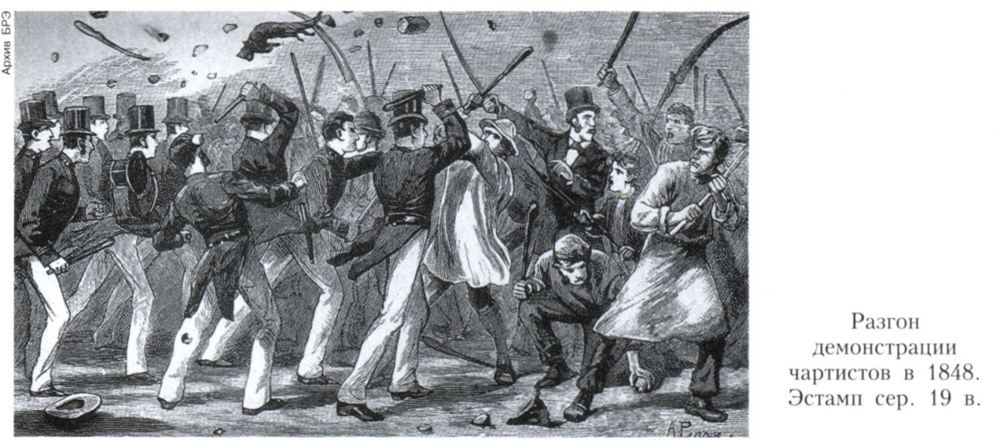 Архив БРЭ
Разгон
демонстрации
чартистов в 1848.
Эстамп сер. 19 в.